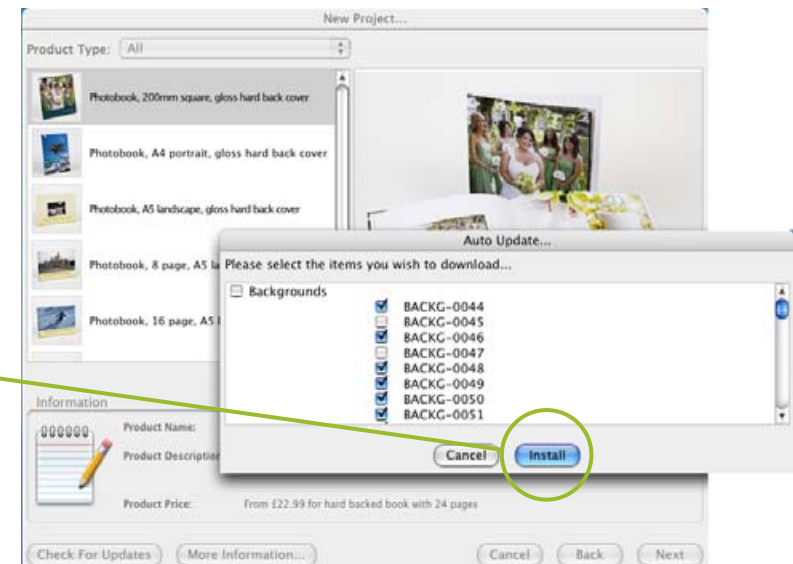 New Project...
Product Type: All
Photobook, 200mm square, gloss hard back cover
Photobook, A4 portrait, gloss hard back cover
Photobook, A5 landscape, gloss hard back cover
Photobook, 8 page, A5 la
Photobook, 16 page, A5 l
Auto Update...
Please select the items you wish to download...
Backgrounds
BACKG-0044
BACKG-0045
BACKG-0046
BACKG-0047
BACKG-0048
BACKG-0049
BACKG-0050
BACKG-0051
Cancel Install
Information
Product Name:
Product Description
Product Price: From £22.99 for hard backed book with 24 pages
Check For Updates More Information... Cancel Back Next